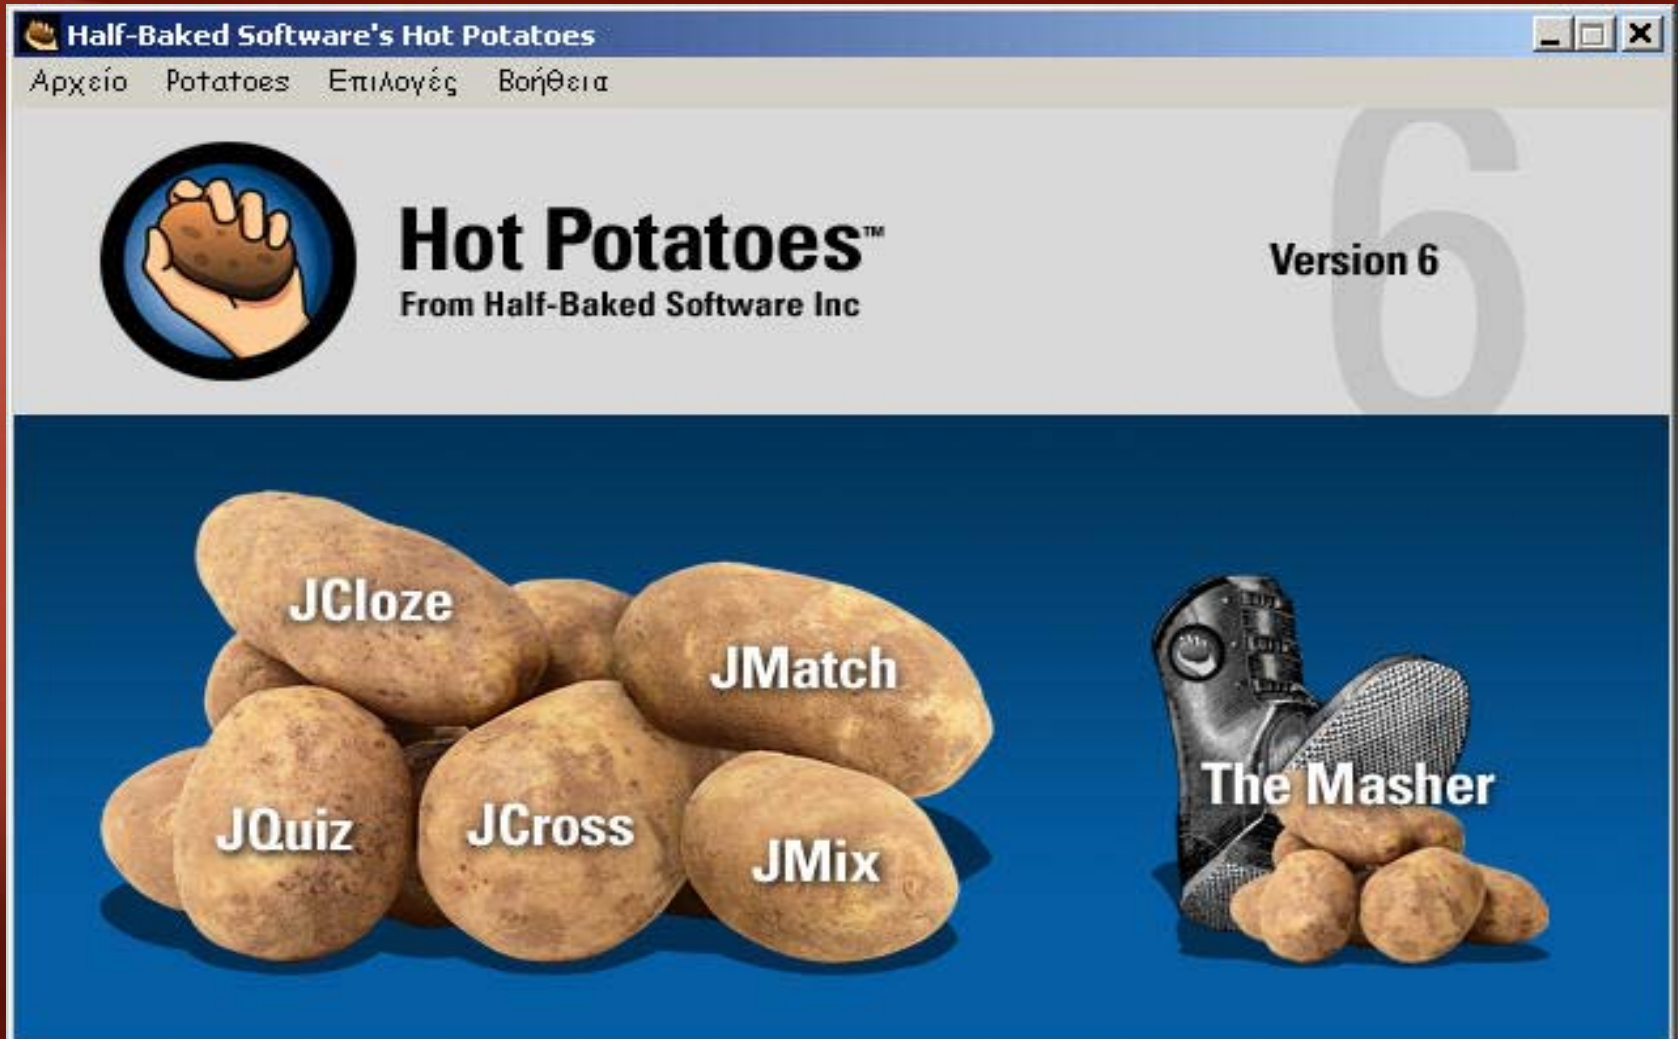 Half-Baked Software's Hot Potatoes
Αρχείο Potatoes Επιλογές Βοήθεια
6
Hot Potatoes™
Version 6
From Half-Baked Software Inc
JCloze
JMatch
The Masher
JQuiz
JCross
JMix